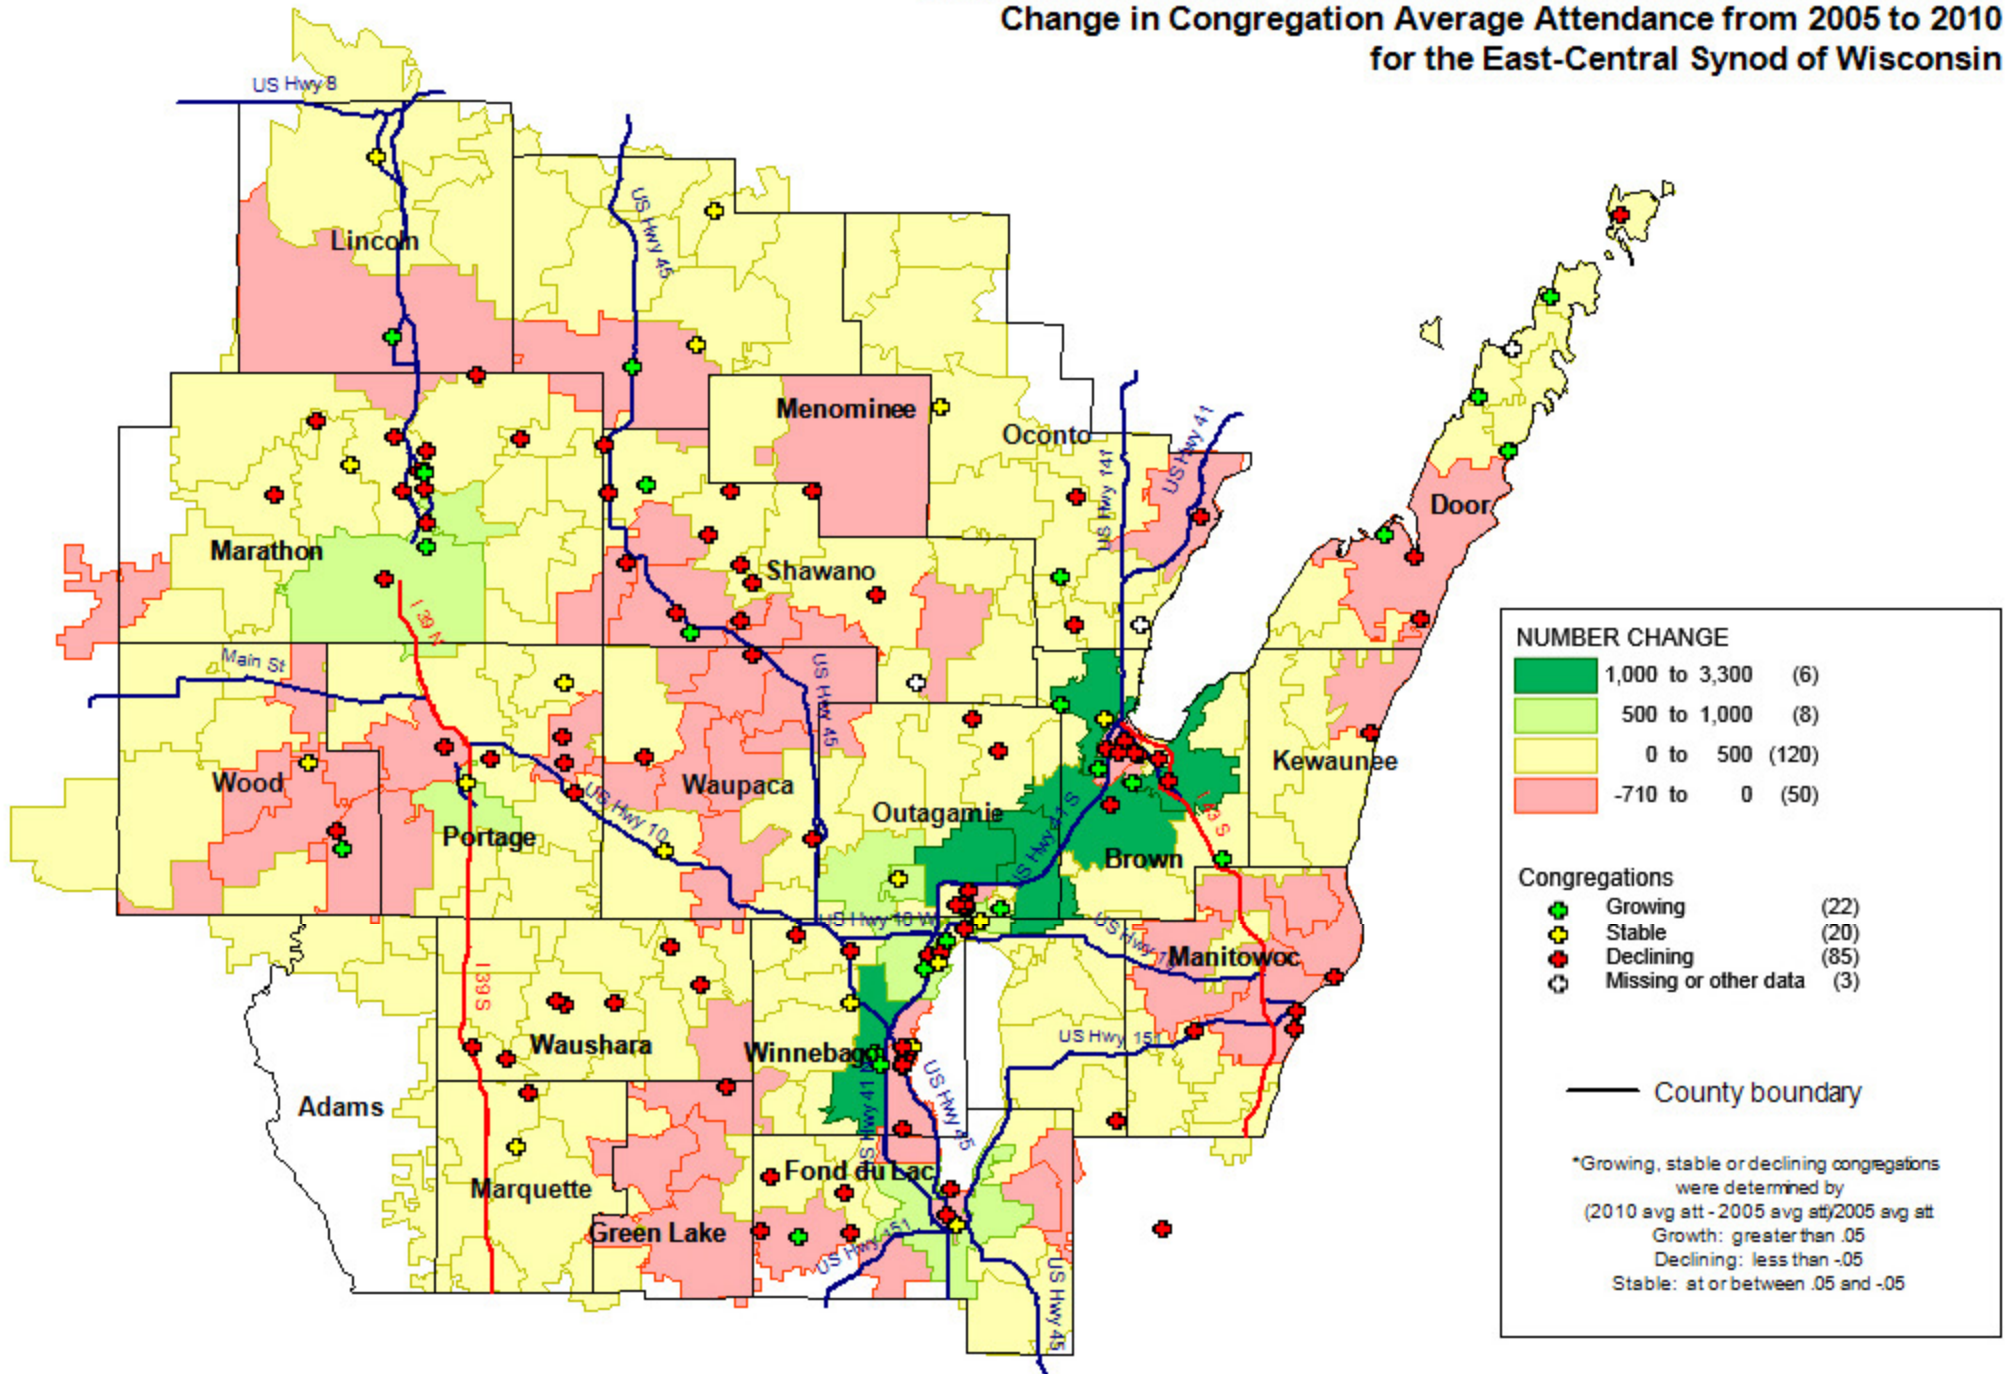 Change in Congregation Average Attendance from 2005 to 2010
for the East-Central Synod of Wisconsin
US Hwy 8
US Hwy 45
Lincoln
Menominee
Oconto
US Hwy 141
US Hwy 41
Door
Marathon
Shawano
I 39 N
Main St
US Hwy 45
Wood
Waupaca
Kewaunee
US Hwy 10
Outagamie
US Hwy 41 S
I 43 S
Portage
Brown
US Hwy 10 W
US Hwy 10
Manitowoc
I 39 S
Waushara
Winnebago
US Hwy 151
US Hwy 41 N
US Hwy 45
Adams
Marquette
Fond du Lac
Green Lake
US Hwy 151
US Hwy 45
NUMBER CHANGE
1,000 to 3,300 (6)
500 to 1,000 (8)
0 to 500 (120)
-710 to 0 (50)
Congregations
Growing (22)
Stable (20)
Declining (85)
Missing or other data (3)
County boundary
*Growing, stable or declining congregations
were determined by
(2010 avg att - 2005 avg att)/2005 avg att
Growth: greater than .05
Declining: less than -.05
Stable: at or between .05 and -.05